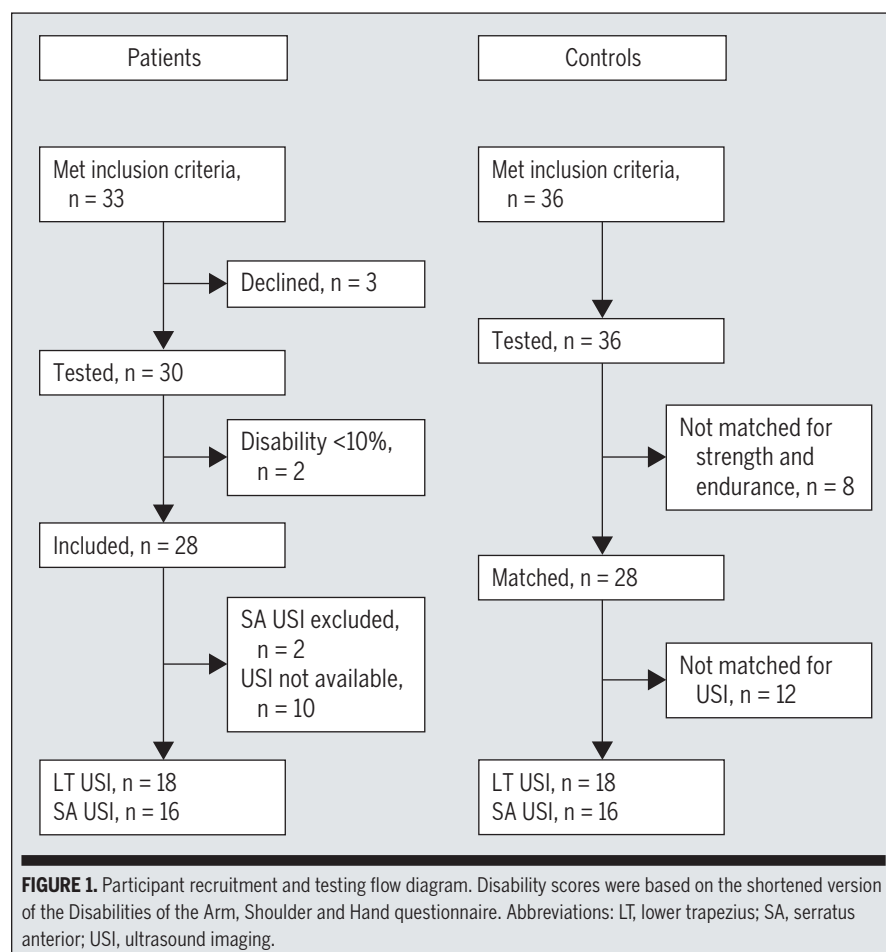 Patients
Met inclusion criteria,
n = 33
Declined, n = 3
Tested, n = 30
Disability <10%,
n = 2
Included, n = 28
SA USI excluded,
n = 2
USI not available,
n = 10
LT USI, n = 18
SA USI, n = 16
Controls
Met inclusion criteria,
n = 36
Tested, n = 36
Not matched for
strength and
endurance, n = 8
Matched, n = 28
Not matched for
USI, n = 12
LT USI, n = 18
SA USI, n = 16
FIGURE 1. Participant recruitment and testing flow diagram. Disability scores were based on the shortened version
of the Disabilities of the Arm, Shoulder and Hand questionnaire. Abbreviations: LT, lower trapezius; SA, serratus
anterior; USI, ultrasound imaging.